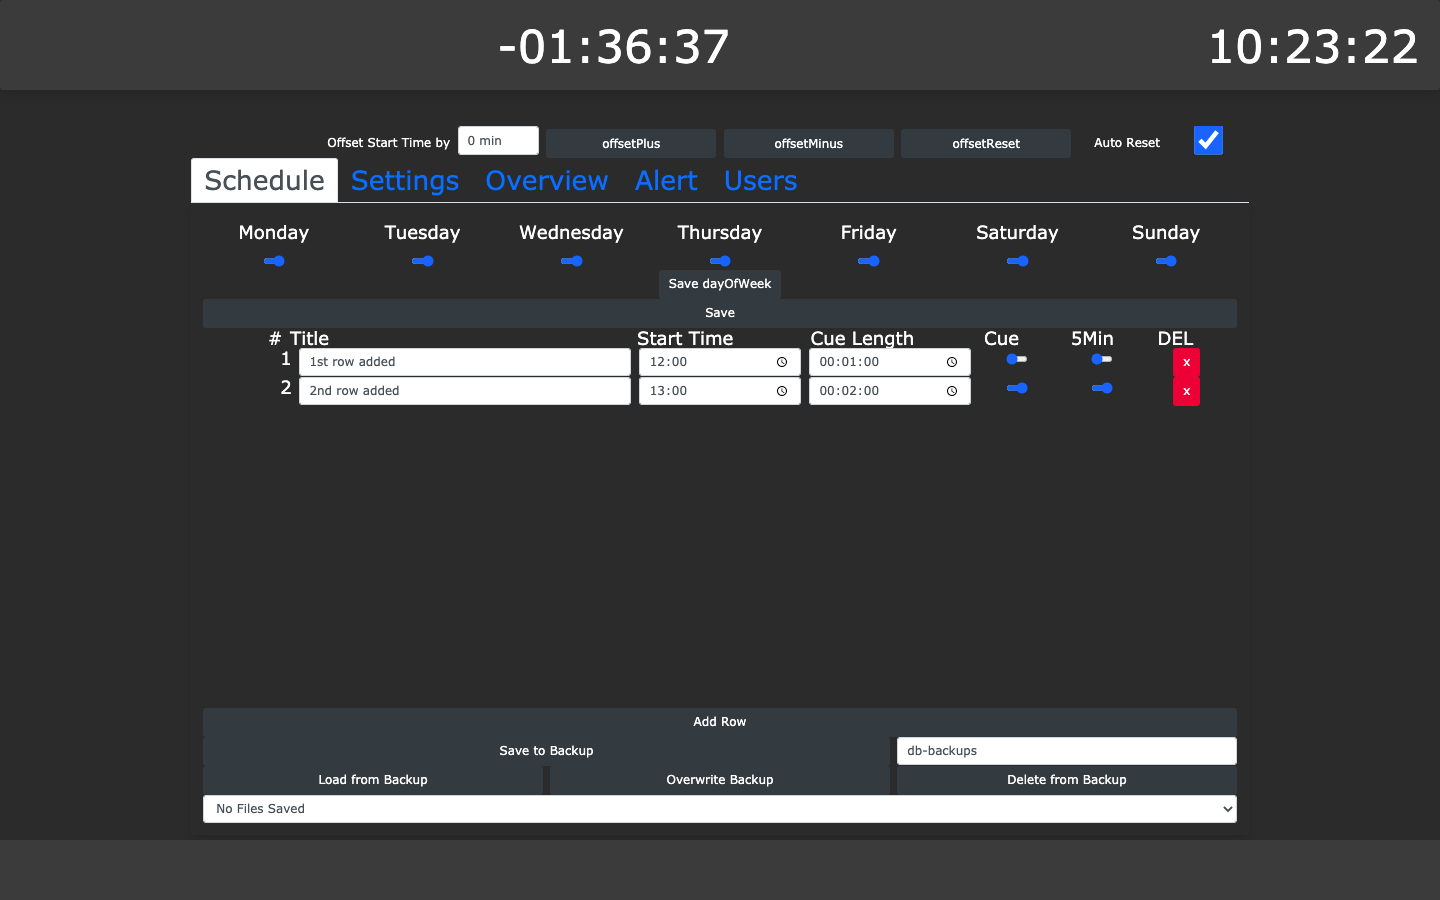 -01:36:37 10:23:22
Offset Start Time by 0 min offsetPlus offsetMinus offsetReset Auto Reset
Schedule Settings Overview Alert Users
Monday Tuesday Wednesday Thursday Friday Saturday Sunday
Save dayOfWeek
Save
# Title Start Time Cue Length Cue 5Min DEL
1 1st row added 12:00 00:01:00 x
2 2nd row added 13:00 00:02:00 x
Add Row
Save to Backup db-backups
Load from Backup Overwrite Backup Delete from Backup
No Files Saved